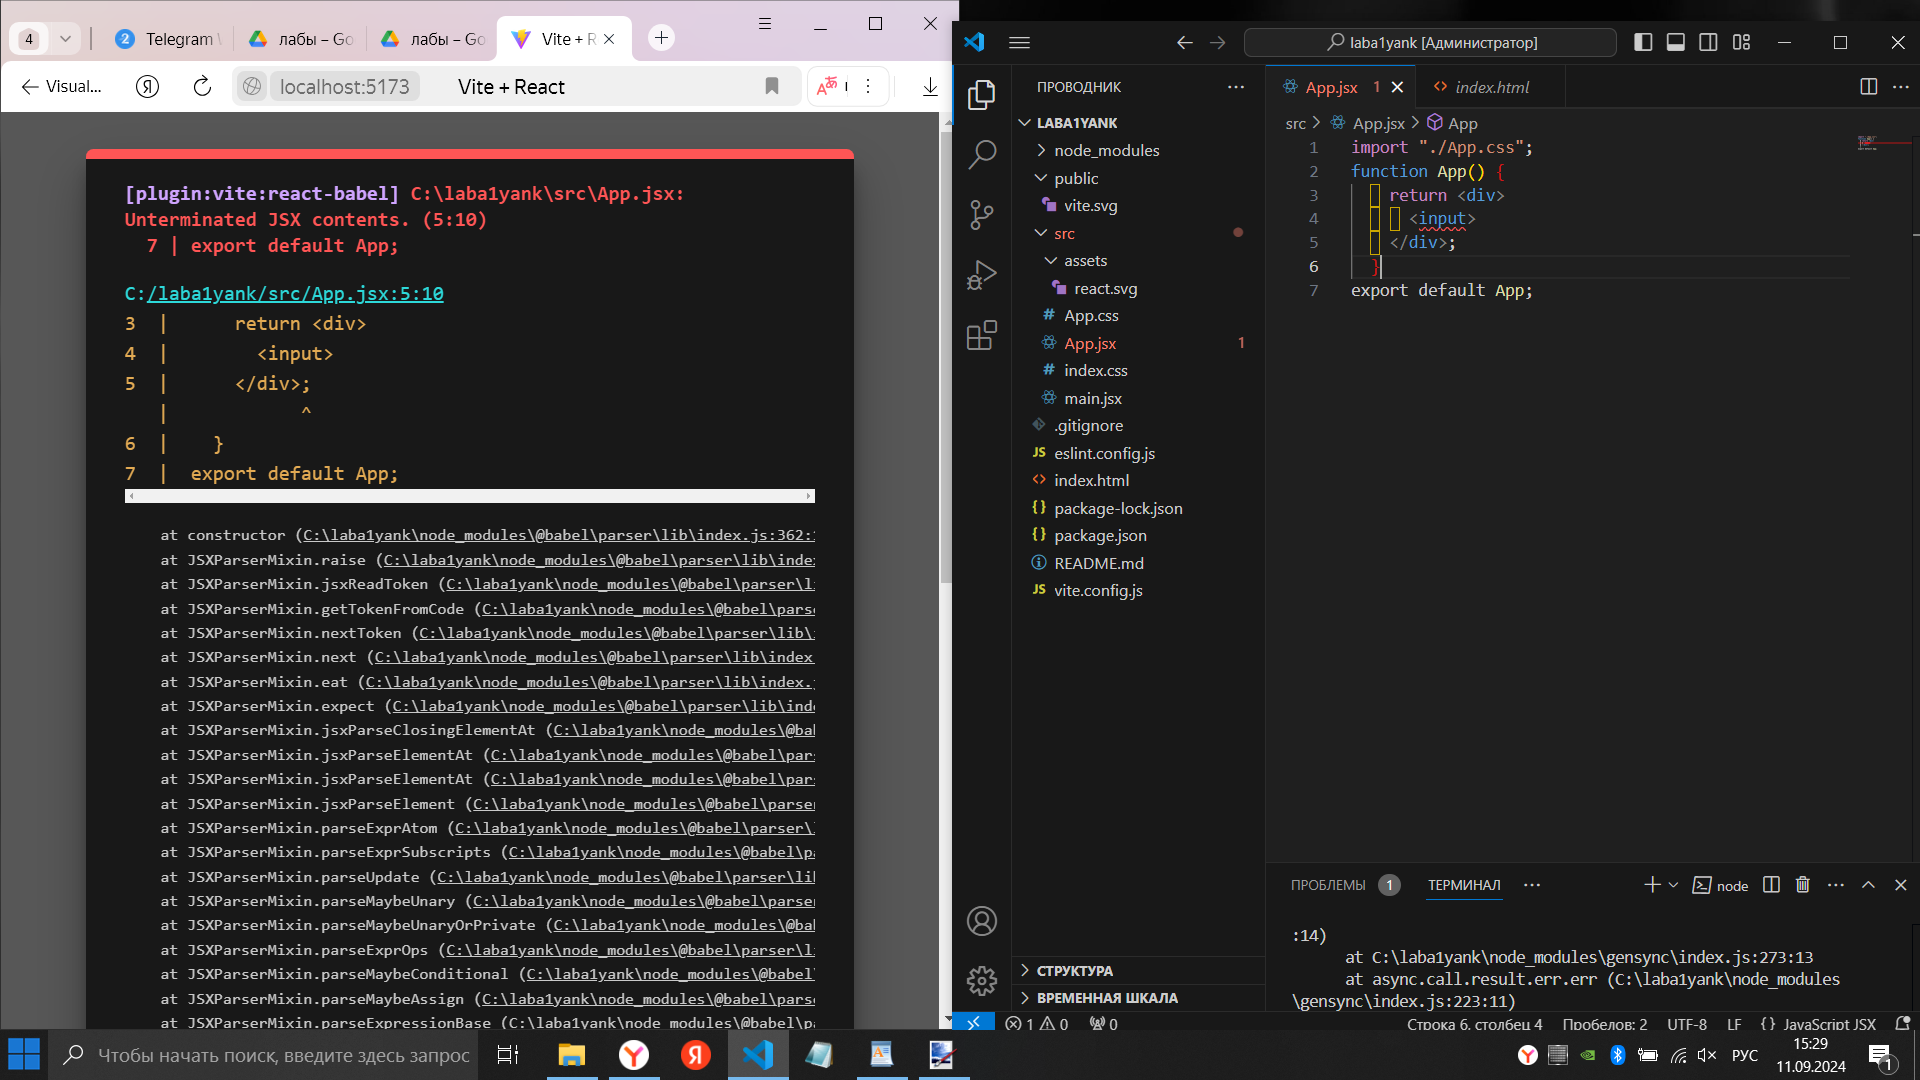 4
Telegram \
лабы – Go
лабы – Go
Vite + R
Visual...
localhost:5173
Vite + React
[plugin:vite:react-babel] C:\laba1yank\src\App.jsx:
Unterminated JSX contents. (5:10)
7 | export default App;
C:/laba1yank/src/App.jsx:5:10
3 | return <div>
4 | <input>
5 | </div>;
| ^
6 | }
7 | export default App;
at constructor (C:\laba1yank\node_modules\@babel\parser\lib\index.js:362:1
at JSXParserMixin.raise (C:\laba1yank\node_modules\@babel\parser\lib\inde
at JSXParserMixin.jsxReadToken (C:\laba1yank\node_modules\@babel\parser\l
at JSXParserMixin.getTokenFromCode (C:\laba1yank\node_modules\@babel\pars
at JSXParserMixin.nextToken (C:\laba1yank\node_modules\@babel\parser\lib\
at JSXParserMixin.next (C:\laba1yank\node_modules\@babel\parser\lib\index
at JSXParserMixin.eat (C:\laba1yank\node_modules\@babel\parser\lib\index.
at JSXParserMixin.expect (C:\laba1yank\node_modules\@babel\parser\lib\ind
at JSXParserMixin.jsxParseClosingElementAt (C:\laba1yank\node_modules\@ba
at JSXParserMixin.jsxParseElementAt (C:\laba1yank\node_modules\@babel\par
at JSXParserMixin.jsxParseElementAt (C:\laba1yank\node_modules\@babel\par
at JSXParserMixin.jsxParseElement (C:\laba1yank\node_modules\@babel\parse
at JSXParserMixin.parseExprAtom (C:\laba1yank\node_modules\@babel\parser\
at JSXParserMixin.parseExprSubscripts (C:\laba1yank\node_modules\@babel\p
at JSXParserMixin.parseUpdate (C:\laba1yank\node_modules\@babel\parser\li
at JSXParserMixin.parseMaybeUnary (C:\laba1yank\node_modules\@babel\parse
at JSXParserMixin.parseMaybeUnaryOrPrivate (C:\laba1yank\node_modules\@ba
at JSXParserMixin.parseExprOps (C:\laba1yank\node_modules\@babel\parser\l
at JSXParserMixin.parseMaybeConditional (C:\laba1yank\node_modules\@babel
at JSXParserMixin.parseMaybeAssign (C:\laba1yank\node_modules\@babel\pars
at JSXParserMixin.parseExpressionBase (C:\laba1yank\node_modules\@babel\p
laba1yank [Администратор]
ПРОВОДНИК
LABA1YANK
node_modules
public
vite.svg
src
assets
react.svg
# App.css
App.jsx 1
# index.css
main.jsx
.gitignore
JS eslint.config.js
<> index.html
{} package-lock.json
{} package.json
README.md
JS vite.config.js
СТРУКТУРА
ВРЕМЕННАЯ ШКАЛА
App.jsx 1
<> index.html
src > App.jsx > App
1 import "./App.css";
2 function App() {
3 return <div>
4 <input>
5 </div>;
6 }
7 export default App;
ПРОБЛЕМЫ 1
ТЕРМИНАЛ
node
:14)
at C:\laba1yank\node_modules\gensync\index.js:273:13
at async.call.result.err.err (C:\laba1yank\node_modules
\gensync\index.js:223:11)
1 0 0
Строка 6, столбец 4
Пробелов: 2
UTF-8
LF
{} JavaScript JSX
Чтобы начать поиск, введите здесь запрос
РУС
15:29
11.09.2024
1